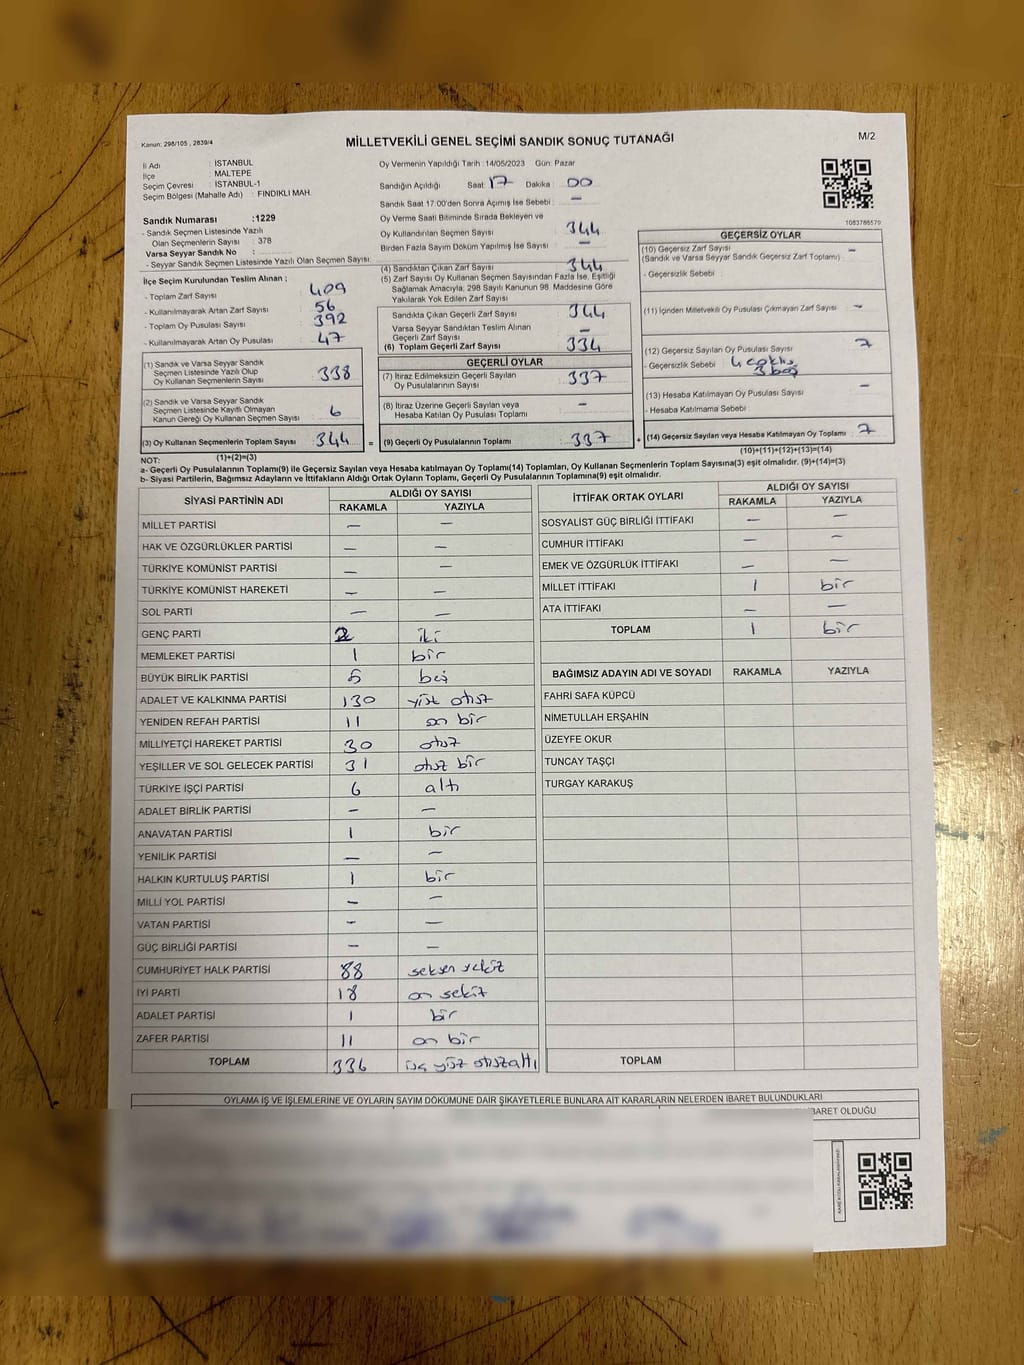 Kanun: 298/105 , 2839/4
MİLLETVEKİLİ GENEL SEÇİMİ SANDIK SONUÇ TUTANAĞI
M/2
İl Adı : İSTANBUL
İlçe : MALTEPE
Seçim Çevresi : İSTANBUL-1
Seçim Bölgesi (Mahalle Adı) : FINDIKLI MAH.
Sandık Numarası :1229
- Sandık Seçmen Listesinde Yazılı
Olan Seçmenlerin Sayısı : 378
Varsa Seyyar Sandık No :
- Seyyar Sandık Seçmen Listesinde Yazılı Olan Seçmen Sayısı:
İlçe Seçim Kurulundan Teslim Alınan ;
- Toplam Zarf Sayısı : 409
- Kullanılmayarak Artan Zarf Sayısı : 56
- Toplam Oy Pusulası Sayısı : 392
- Kullanılmayarak Artan Oy Pusulası : 47
(1) Sandık ve Varsa Seyyar Sandık
Seçmen Listesinde Yazılı Olup
Oy Kullanan Seçmenlerin Sayısı : 338
(2) Sandık ve Varsa Seyyar Sandık
Seçmen Listesinde Kayıtlı Olmayan
Kanun Gereği Oy Kullanan Seçmen Sayısı : 6
(3) Oy Kullanan Seçmenlerin Toplam Sayısı : 344 =
(1)+(2)=(3)
Oy Vermenin Yapıldığı Tarih : 14/05/2023 Gün: Pazar
Sandığın Açıldığı Saat: 17 Dakika : 00
Sandık Saat 17:00'den Sonra Açılmış İse Sebebi : –
Oy Verme Saati Bitiminde Sırada Bekleyen ve
Oy Kullandırılan Seçmen Sayısı : 344
Birden Fazla Sayım Döküm Yapılmış İse Sayısı : –
(4) Sandıktan Çıkan Zarf Sayısı : 344
(5) Zarf Sayısı Oy Kullanan Seçmen Sayısından Fazla İse, Eşitliği
Sağlamak Amacıyla, 298 Sayılı Kanunun 98. Maddesine Göre
Yakılarak Yok Edilen Zarf Sayısı :
Sandıkta Çıkan Geçerli Zarf Sayısı : 344
Varsa Seyyar Sandıktan Teslim Alınan
Geçerli Zarf Sayısı : –
(6) Toplam Geçerli Zarf Sayısı : 334
GEÇERLİ OYLAR
(7) İtiraz Edilmeksizin Geçerli Sayılan
Oy Pusulalarının Sayısı : 337
(8) İtiraz Üzerine Geçerli Sayılan veya
Hesaba Katılan Oy Pusulası Toplamı : –
(9) Geçerli Oy Pusulalarının Toplamı : 337 +
1083786570
GEÇERSİZ OYLAR
(10) Geçersiz Zarf Sayısı : –
(Sandık ve Varsa Seyyar Sandık Geçersiz Zarf Toplamı)
- Geçersizlik Sebebi :
(11) İçinden Milletvekili Oy Pusulası Çıkmayan Zarf Sayısı : –
(12) Geçersiz Sayılan Oy Pusulası Sayısı : 7
- Geçersizlik Sebebi : 4
3 boş
(13) Hesaba Katılmayan Oy Pusulası Sayısı : –
- Hesaba Katılmama Sebebi :
(14) Geçersiz Sayılan veya Hesaba Katılmayan Oy Toplamı : 7
(10)+(11)+(12)+(13)=(14)
NOT:
a- Geçerli Oy Pusulalarının Toplamı(9) ile Geçersiz Sayılan veya Hesaba katılmayan Oy Toplamı(14) Toplamları, Oy Kullanan Seçmenlerin Toplam Sayısına(3) eşit olmalıdır. (9)+(14)=(3)
b- Siyasi Partilerin, Bağımsız Adayların ve İttifakların Aldığı Ortak Oyların Toplamı, Geçerli Oy Pusulalarının Toplamına(9) eşit olmalıdır.
SİYASİ PARTİNİN ADI ALDIĞI OY SAYISI
RAKAMLA YAZIYLA
MİLLET PARTİSİ – –
HAK VE ÖZGÜRLÜKLER PARTİSİ – –
TÜRKİYE KOMÜNİST PARTİSİ – –
TÜRKİYE KOMÜNİST HAREKETİ – –
SOL PARTİ – –
GENÇ PARTİ 2 iki
MEMLEKET PARTİSİ 1 bir
BÜYÜK BİRLİK PARTİSİ 5 beş
ADALET VE KALKINMA PARTİSİ 130 yüz otuz
YENİDEN REFAH PARTİSİ 11 on bir
MİLLİYETÇİ HAREKET PARTİSİ 30 otuz
YEŞİLLER VE SOL GELECEK PARTİSİ 31 otuz bir
TÜRKİYE İŞÇİ PARTİSİ 6 altı
ADALET BİRLİK PARTİSİ – –
ANAVATAN PARTİSİ 1 bir
YENİLİK PARTİSİ – –
HALKIN KURTULUŞ PARTİSİ 1 bir
MİLLİ YOL PARTİSİ – –
VATAN PARTİSİ – –
GÜÇ BİRLİĞİ PARTİSİ – –
CUMHURİYET HALK PARTİSİ 88 seksen sekiz
İYİ PARTİ 18 on sekiz
ADALET PARTİSİ 1 bir
ZAFER PARTİSİ 11 on bir
TOPLAM 336 üç yüz otuzaltı
İTTİFAK ORTAK OYLARI ALDIĞI OY SAYISI
RAKAMLA YAZIYLA
SOSYALİST GÜÇ BİRLİĞİ İTTİFAKI – –
CUMHUR İTTİFAKI – –
EMEK VE ÖZGÜRLÜK İTTİFAKI – –
MİLLET İTTİFAKI 1 bir
ATA İTTİFAKI – –
TOPLAM 1 bir
BAĞIMSIZ ADAYIN ADI VE SOYADI RAKAMLA YAZIYLA
FAHRİ SAFA KÜPCÜ
NİMETULLAH ERŞAHİN
ÜZEYFE OKUR
TUNCAY TAŞÇI
TURGAY KARAKUŞ
TOPLAM
OYLAMA İŞ VE İŞLEMLERİNE VE OYLARIN SAYIM DÖKÜMÜNE DAİR ŞİKAYETLERLE BUNLARA AİT KARARLARIN NELERDEN İBARET BULUNDUKLARI
İBARET OLDUĞU